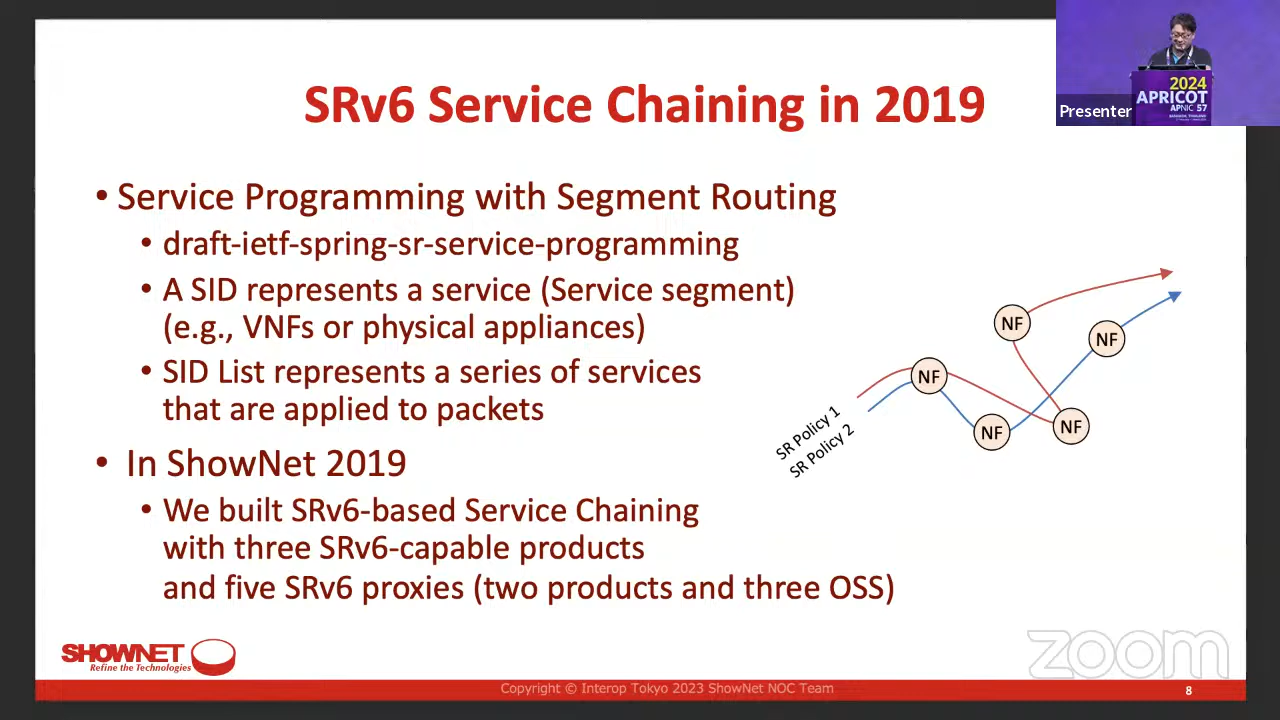 SRv6 Service Chaining in 2019
2024
APRICOT
APNIC 57
Presenter
• Service Programming with Segment Routing
• draft-ietf-spring-sr-service-programming
• A SID represents a service (Service segment)
(e.g., VNFs or physical appliances)
• SID List represents a series of services
that are applied to packets
• In ShowNet 2019
• We built SRv6-based Service Chaining
with three SRv6-capable products
and five SRv6 proxies (two products and three OSS)
NF
NF
NF
NF
NF
SR Policy 1
SR Policy 2
SHOWNET
Refine the Technologies
zoom
Copyright © Interop Tokyo 2023 ShowNet NOC Team
8